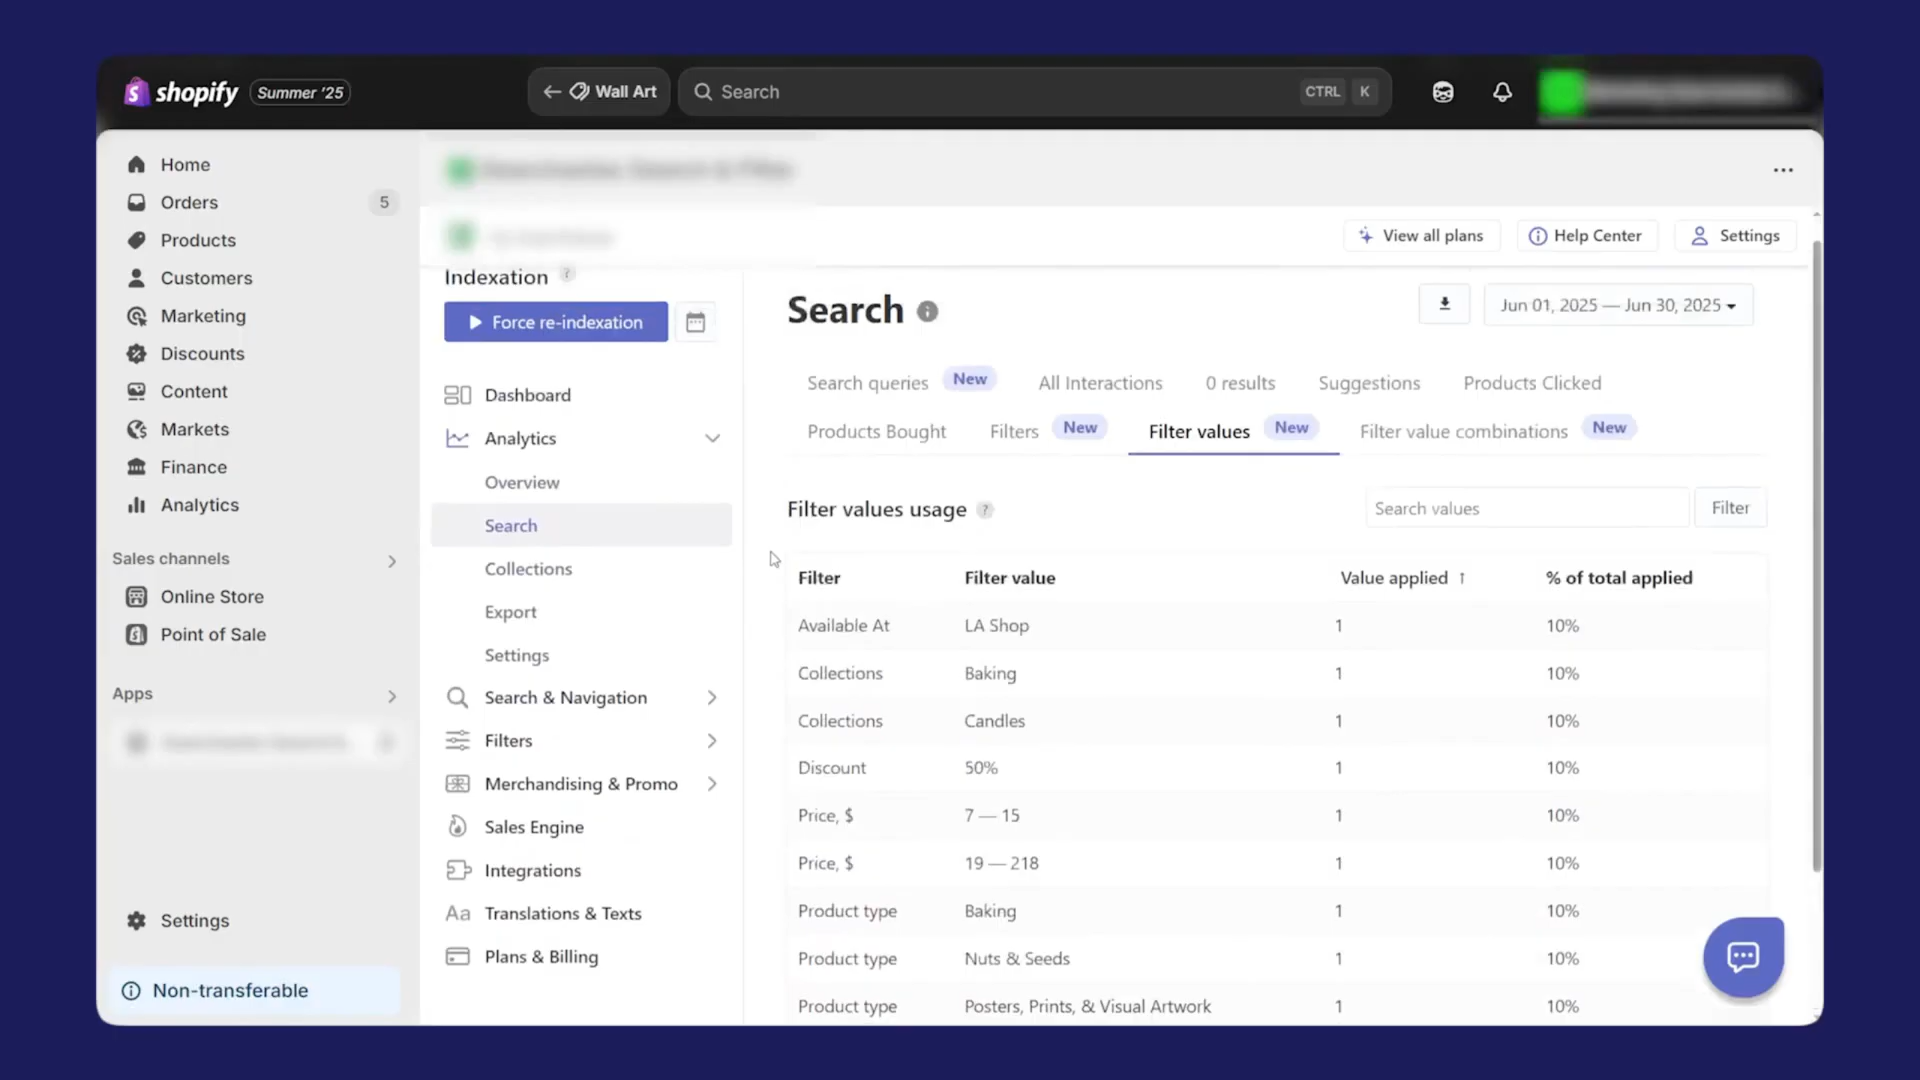 shopify Summer '25
Wall Art
Search
CTRL K
Home
Orders 5
Products
Customers
Marketing
Discounts
Content
Markets
Finance
Analytics
Sales channels
Online Store
Point of Sale
Apps
Settings
Non-transferable
View all plans
Help Center
Settings
Indexation ?
Force re-indexation
Dashboard
Analytics
Overview
Search
Collections
Export
Settings
Search & Navigation
Filters
Merchandising & Promo
Sales Engine
Integrations
Aa Translations & Texts
Plans & Billing
Search
Jun 01, 2025 — Jun 30, 2025
Search queries New All Interactions 0 results Suggestions Products Clicked
Products Bought Filters New Filter values New Filter value combinations New
Filter values usage ?
Search values
Filter
Filter Filter value Value applied ↑ % of total applied
Available At LA Shop 1 10%
Collections Baking 1 10%
Collections Candles 1 10%
Discount 50% 1 10%
Price, $ 7 — 15 1 10%
Price, $ 19 — 218 1 10%
Product type Baking 1 10%
Product type Nuts & Seeds 1 10%
Product type Posters, Prints, & Visual Artwork 1 10%